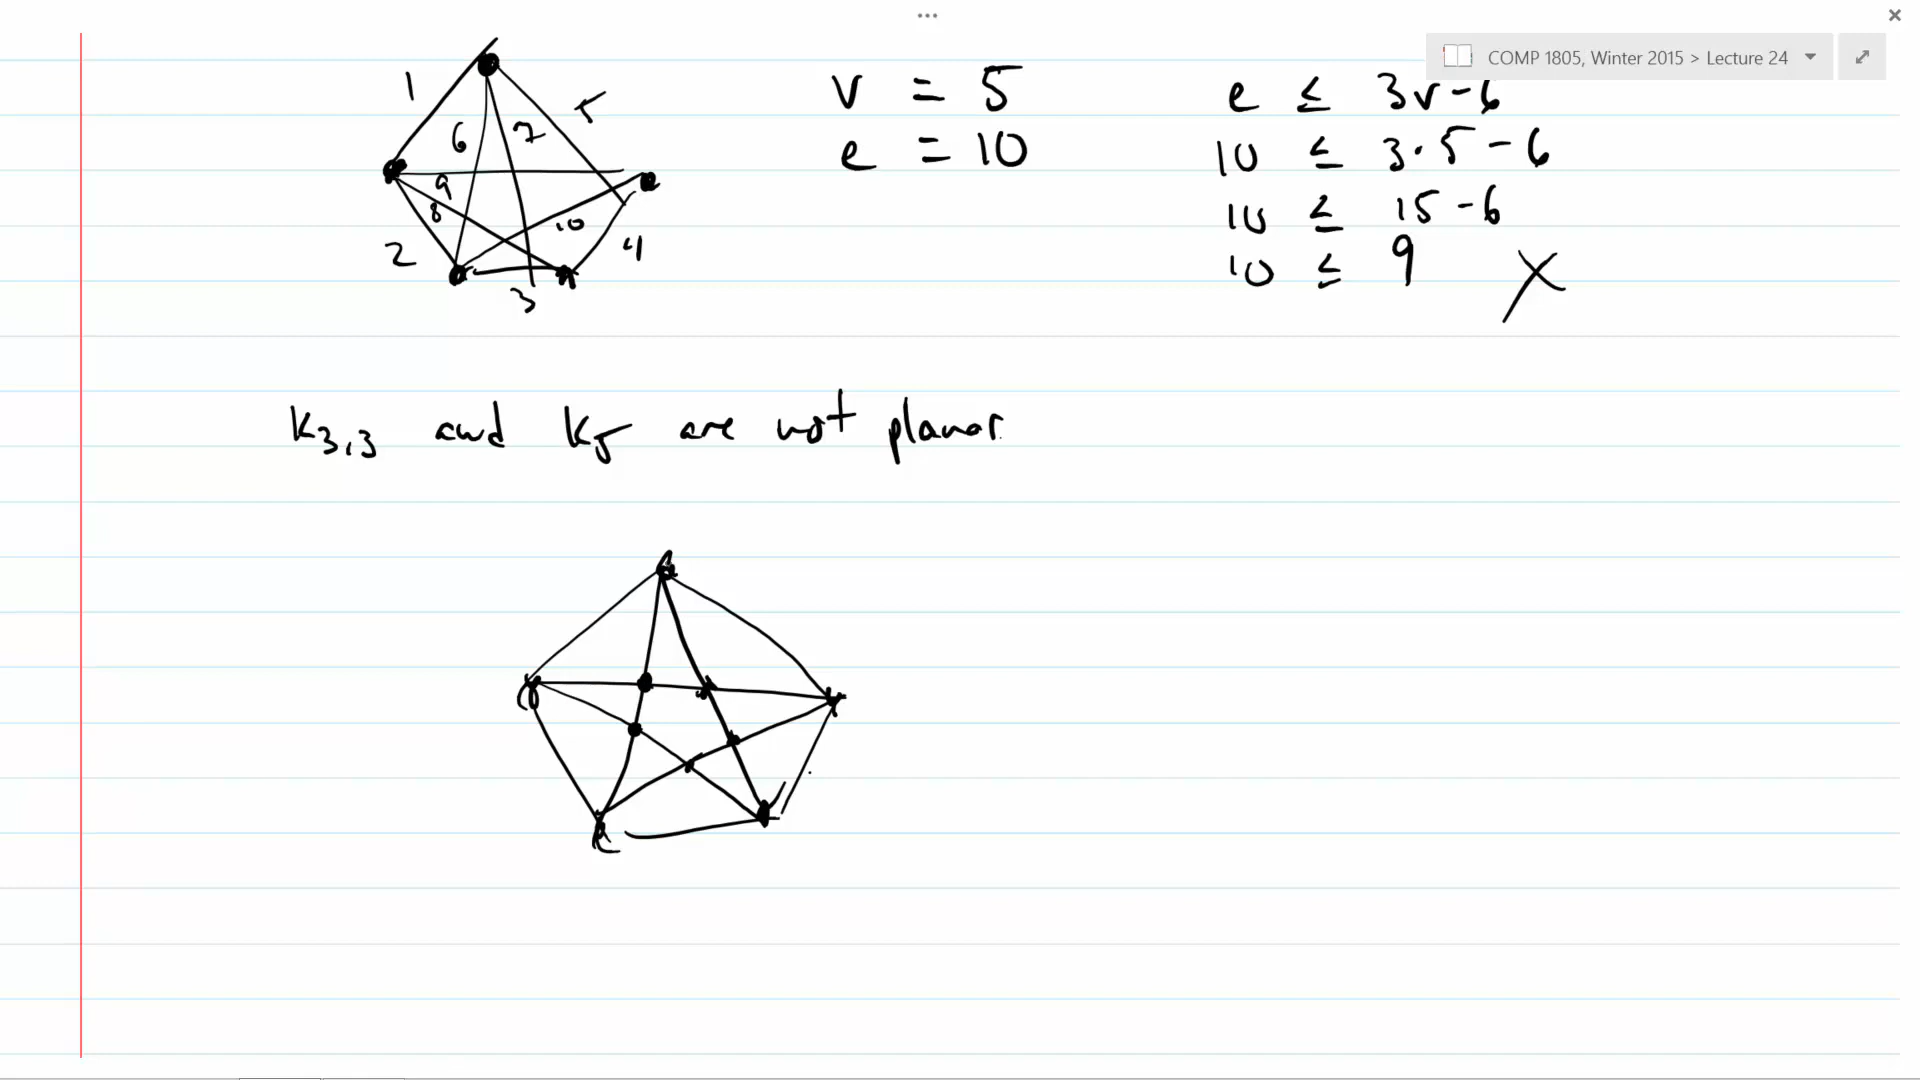 COMP 1805, Winter 2015 > Lecture 24
1
5
6
7
9
8
10
2
4
3
v = 5
e = 10
e ≤ 3v-6
10 ≤ 3·5-6
10 ≤ 15-6
10 ≤ 9 X
K3,3 and K5 are not planar.